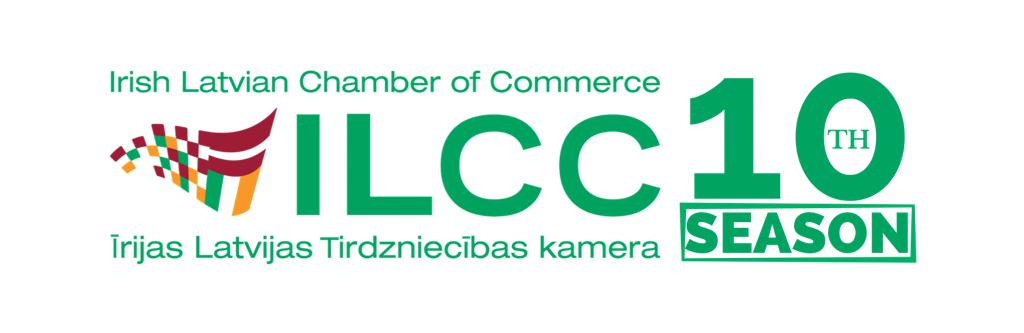 Irish Latvian Chamber of Commerce
ILCC
Īrijas Latvijas Tirdzniecības kamera
10TH
SEASON